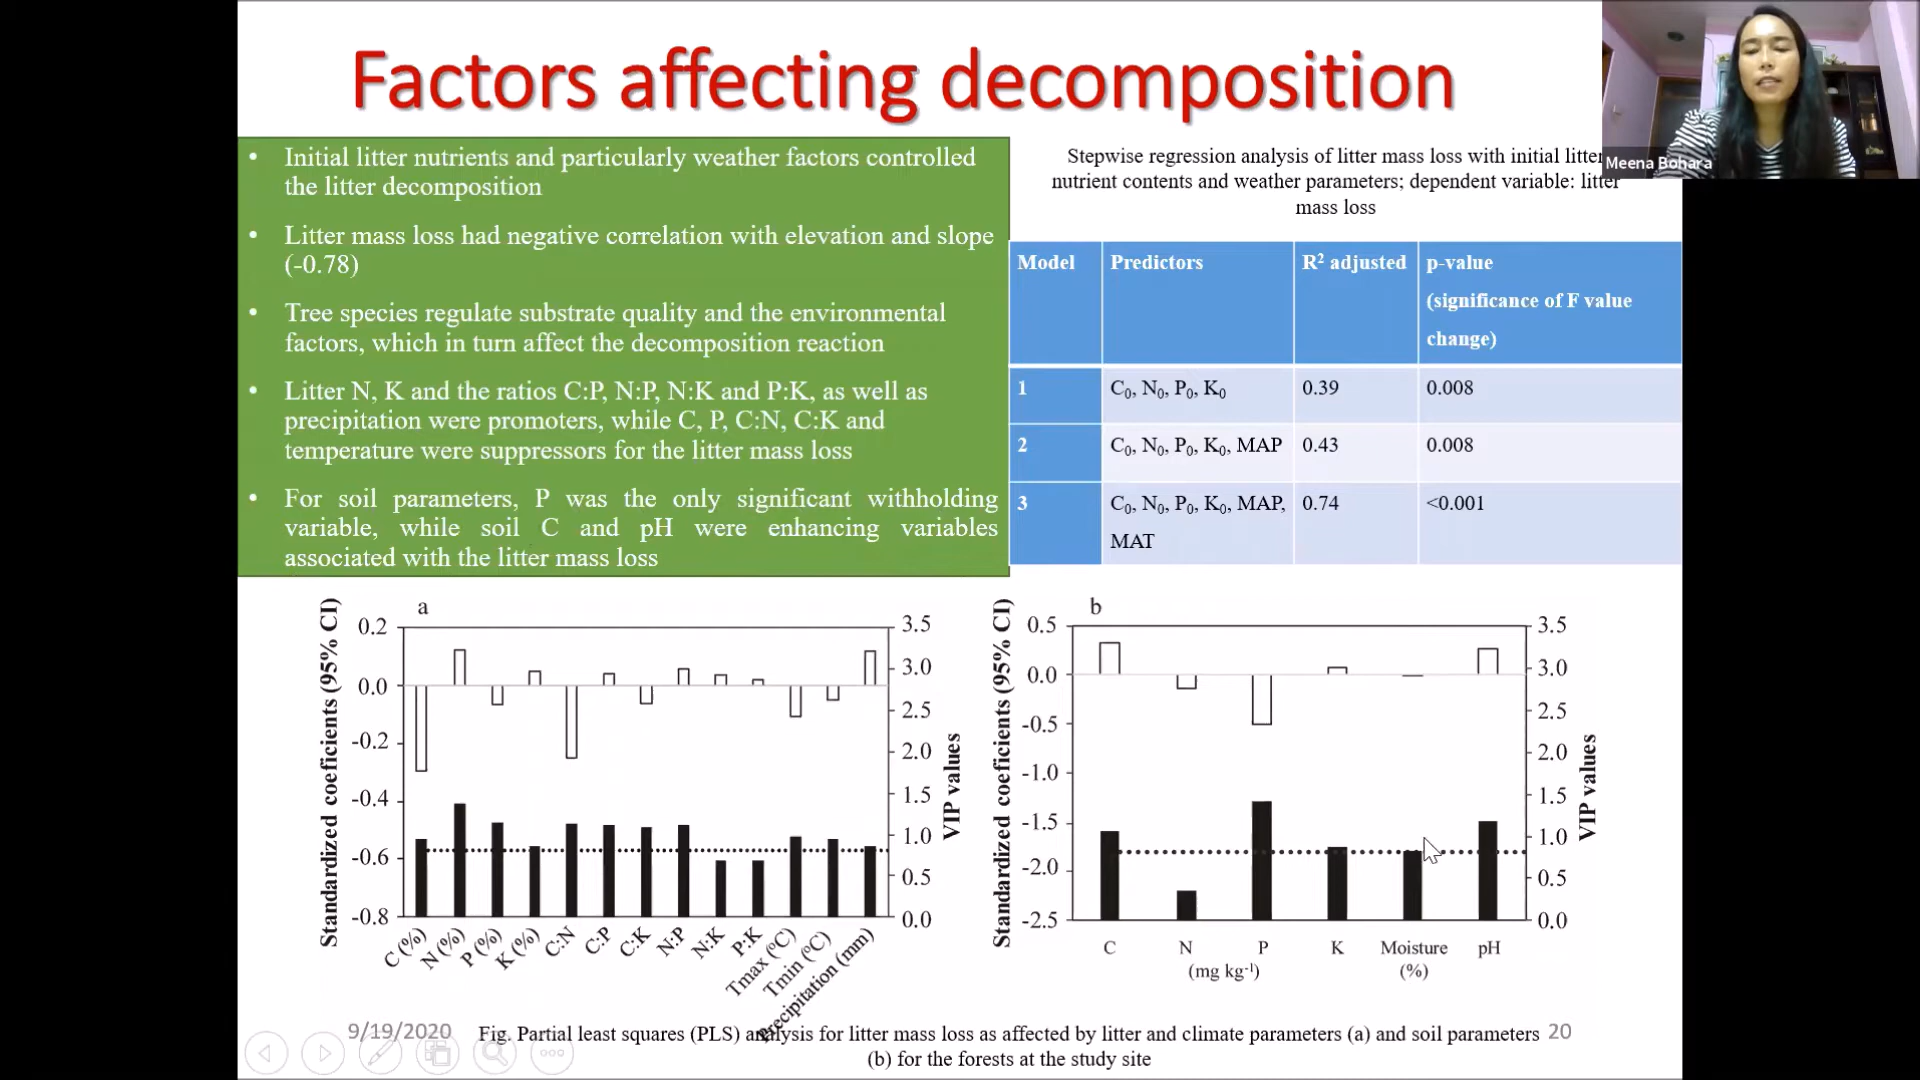 Factors affecting decomposition
Meena Bohara
• Initial litter nutrients and particularly weather factors controlled
the litter decomposition
• Litter mass loss had negative correlation with elevation and slope
(-0.78)
• Tree species regulate substrate quality and the environmental
factors, which in turn affect the decomposition reaction
• Litter N, K and the ratios C:P, N:P, N:K and P:K, as well as
precipitation were promoters, while C, P, C:N, C:K and
temperature were suppressors for the litter mass loss
• For soil parameters, P was the only significant withholding
variable, while soil C and pH were enhancing variables
associated with the litter mass loss
Stepwise regression analysis of litter mass loss with initial litter
nutrient contents and weather parameters; dependent variable: litter
mass loss
Model Predictors R² adjusted p-value
(significance of F value
change)
1 C₀, N₀, P₀, K₀ 0.39 0.008
2 C₀, N₀, P₀, K₀, MAP 0.43 0.008
3 C₀, N₀, P₀, K₀, MAP, 0.74 <0.001
MAT
a
Standardized coeficients (95% CI)
0.2
0.0
-0.2
-0.4
-0.6
-0.8
3.5
3.0
2.5
2.0
1.5
1.0
0.5
0.0
VIP values
C (%)
N (%)
P (%)
K (%)
C:N
C:P
C:K
N:P
N:K
P:K
Tmax (ºC)
Tmin (ºC)
Precipitation (mm)
b
Standardized coeficients (95% CI)
0.5
0.0
-0.5
-1.0
-1.5
-2.0
-2.5
3.5
3.0
2.5
2.0
1.5
1.0
0.5
0.0
VIP values
C N P K Moisture pH
(mg kg⁻¹) (%)
9/19/2020
Fig. Partial least squares (PLS) analysis for litter mass loss as affected by litter and climate parameters (a) and soil parameters
(b) for the forests at the study site
20